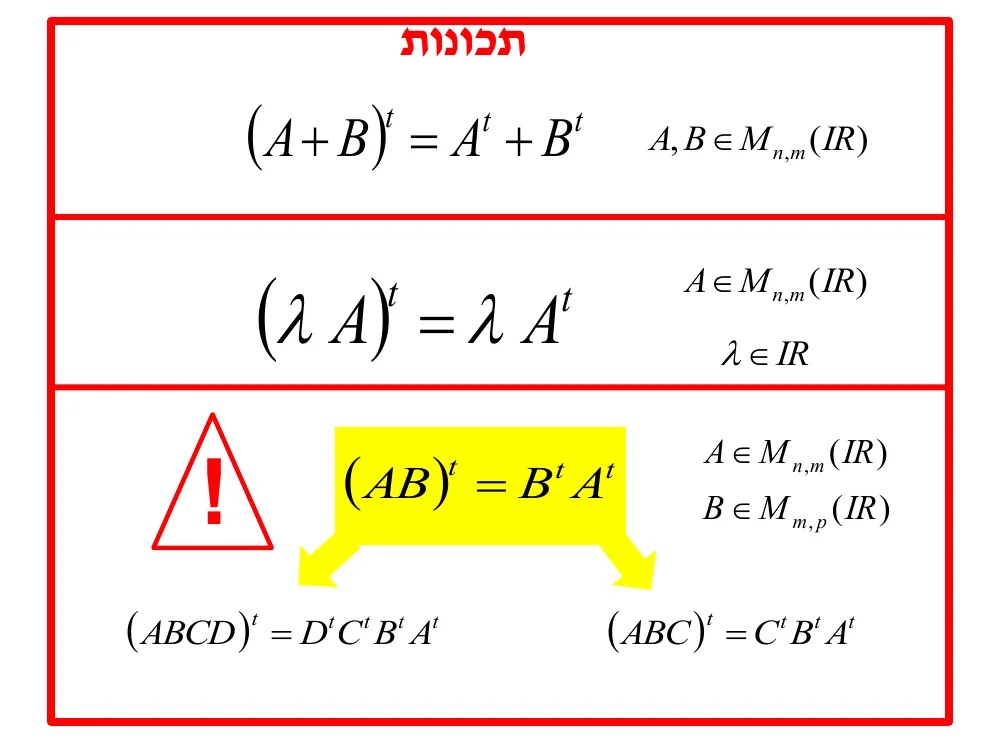 תכונות
(A + B)^t = A^t + B^t   A, B ∈ M_{n,m}(IR)
(λ A)^t = λ A^t   A ∈ M_{n,m}(IR)
λ ∈ IR
!
(AB)^t = B^t A^t   A ∈ M_{n,m}(IR)
B ∈ M_{m,p}(IR)
(ABCD)^t = D^t C^t B^t A^t   (ABC)^t = C^t B^t A^t